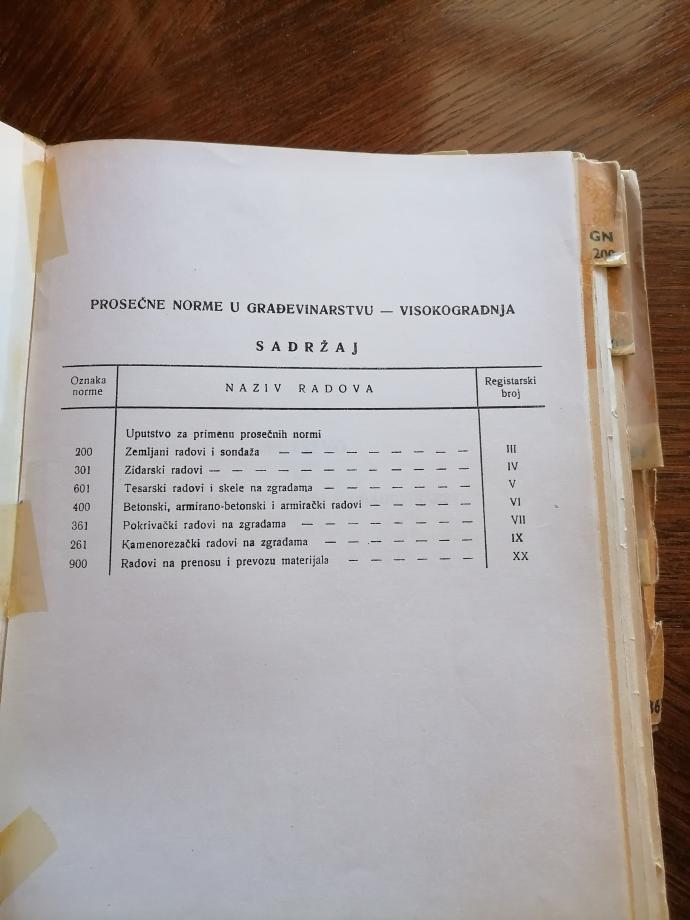 PROSEČNE NORME U GRAĐEVINARSTVU — VISOKOGRADNJA
SADRŽAJ
Oznaka norme NAZIV RADOVA Registarski broj
Uputstvo za primenu prosečnih normi
200 Zemljani radovi i sondaža — — — — — — — — — — III
301 Zidarski radovi — — — — — — — — — — — — — IV
601 Tesarski radovi i skele na zgradama — — — — — — — V
400 Betonski, armirano-betonski i armirački radovi — — — — — VI
361 Pokrivački radovi na zgradama — — — — — — — — VII
261 Kamenorezački radovi na zgradama — — — — — — — IX
900 Radovi na prenosu i prevozu materijala — — — — — — XX
GN
200